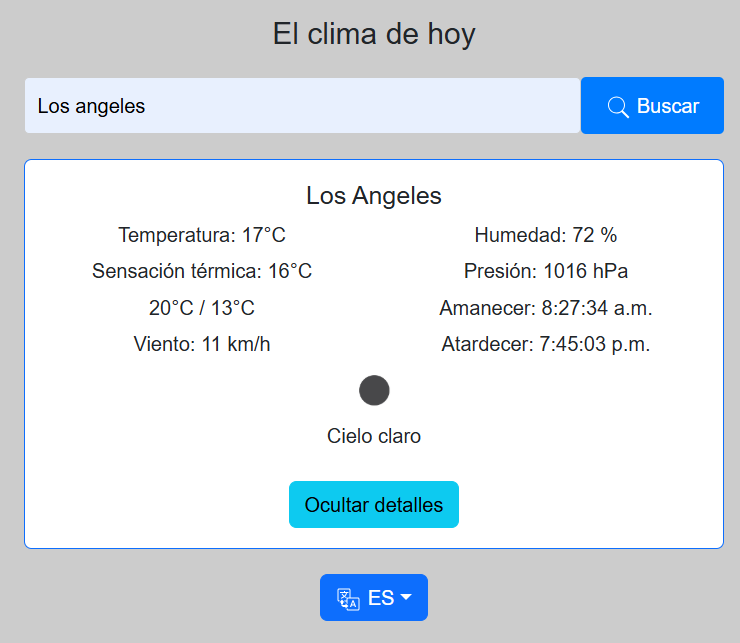 El clima de hoy
Los angeles
Buscar
Los Angeles
Temperatura: 17°C
Humedad: 72 %
Sensación térmica: 16°C
Presión: 1016 hPa
20°C / 13°C
Amanecer: 8:27:34 a.m.
Viento: 11 km/h
Atardecer: 7:45:03 p.m.
Cielo claro
Ocultar detalles
ES